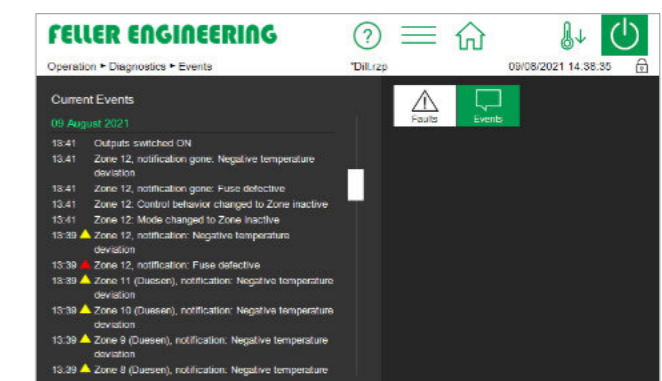 FELLER ENGINEERING
Operation ▸ Diagnostics ▸ Events
"Dill.rzp
09/08/2021 14:38:35
Current Events
09 August 2021
13:41 Outputs switched ON
13:41 Zone 12, notification gone: Negative temperature
deviation
13:41 Zone 12, notification gone: Fuse defective
13:41 Zone 12: Control behavior changed to Zone inactive
13:41 Zone 12: Mode changed to Zone inactive
13:39 Zone 12, notification: Negative temperature
deviation
13:39 Zone 12, notification: Fuse defective
13:39 Zone 11 (Duesen), notification: Negative temperature
deviation
13:39 Zone 10 (Duesen), notification: Negative temperature
deviation
13:39 Zone 9 (Duesen), notification: Negative temperature
deviation
13:39 Zone 8 (Duesen), notification: Negative temperature
Faults
Events